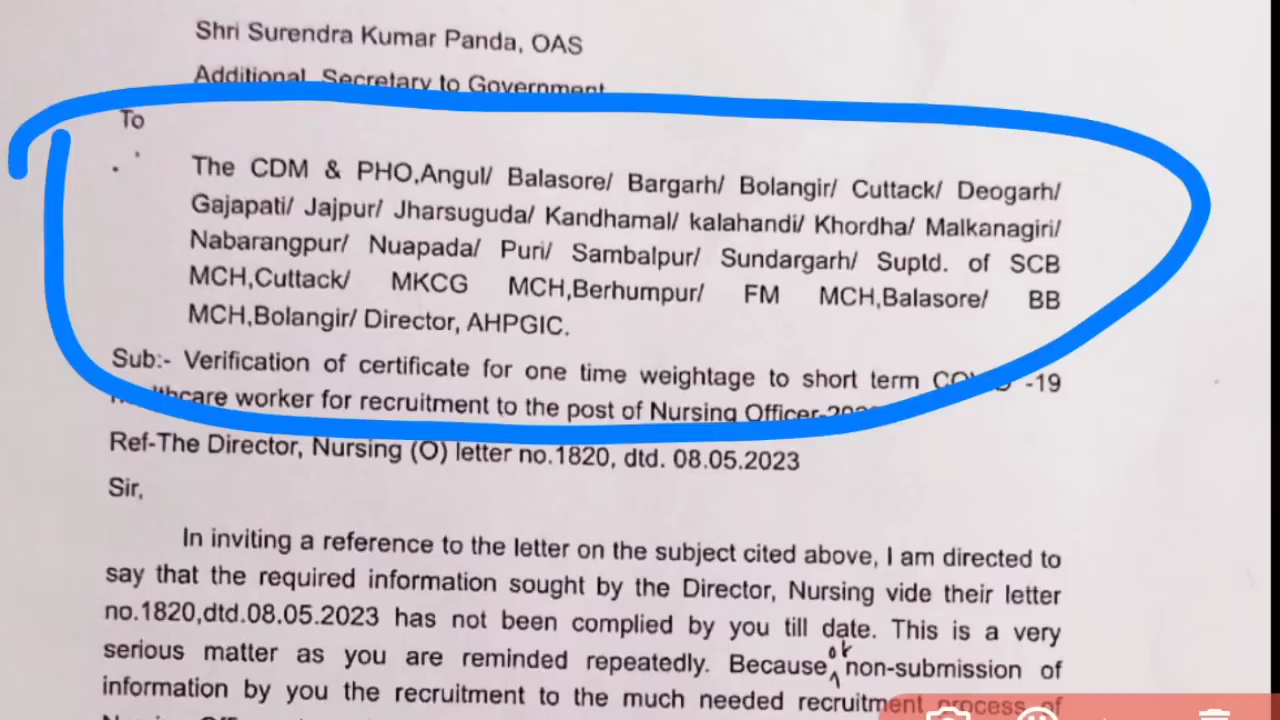 Shri Surendra Kumar Panda, OAS
Additional Secretary to Government
To
The CDM & PHO,Angul/ Balasore/ Bargarh/ Bolangir/ Cuttack/ Deogarh/
Gajapati/ Jajpur/ Jharsuguda/ Kandhamal/ kalahandi/ Khordha/ Malkanagiri/
Nabarangpur/ Nuapada/ Puri/ Sambalpur/ Sundargarh/ Suptd. of SCB
MCH,Cuttack/ MKCG MCH,Berhumpur/ FM MCH,Balasore/ BB
MCH,Bolangir/ Director, AHPGIC.
Sub:- Verification of certificate for one time weightage to short term -19
worker for recruitment to the post of Nursing Officer
Ref-The Director, Nursing (O) letter no.1820, dtd. 08.05.2023
Sir,
In inviting a reference to the letter on the subject cited above, I am directed to
say that the required information sought by the Director, Nursing vide their letter
no.1820,dtd.08.05.2023 has not been complied by you till date. This is a very
serious matter as you are reminded repeatedly. Because of non-submission of
information by you the recruitment to the much needed recruitment process of